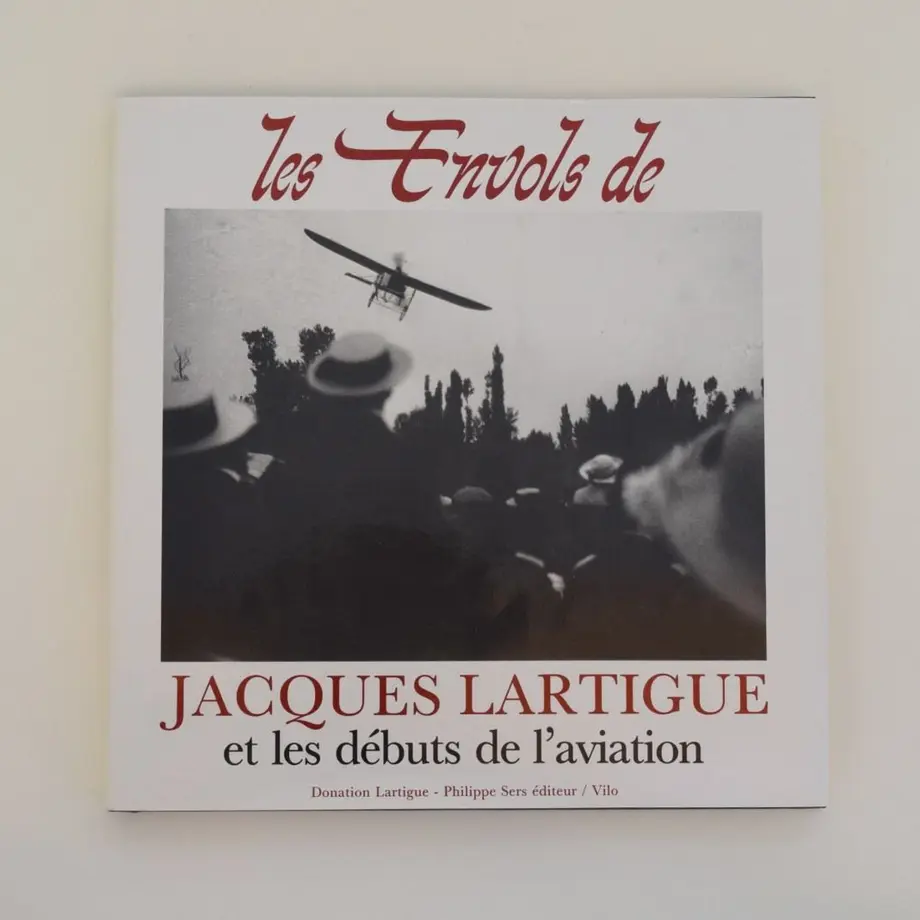 les Envols de
JACQUES LARTIGUE
et les débuts de l'aviation
Donation Lartigue - Philippe Sers éditeur / Vilo